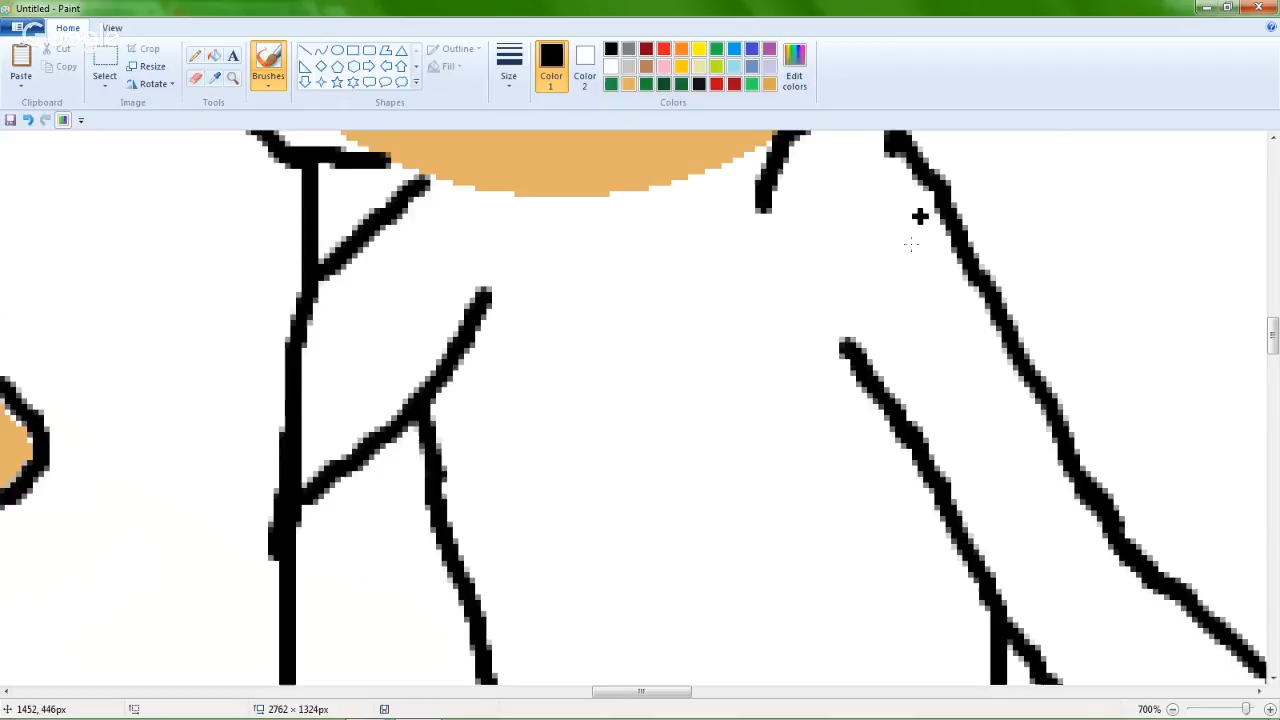 Untitled - Paint
Home
View
Paste
Cut
Copy
Clipboard
Select
Crop
Resize
Rotate
Image
Tools
Brushes
Outline
Fill
Shapes
Size
Color 1
Color 2
Edit colors
Colors
1452, 446px
2762 × 1324px
700%